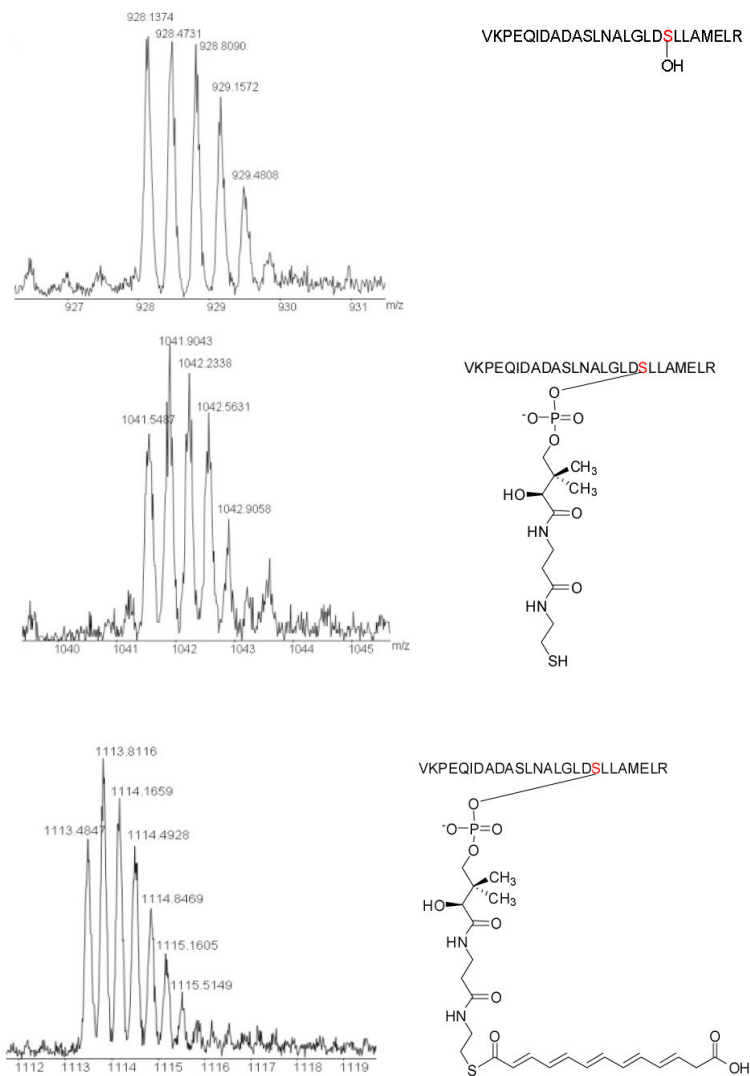 928.1374
928.4731
928.8090
929.1572
929.4808
927 928 929 930 931 m/z
VKPEQIDADASLNALGLDSLLAMELR
OH
1041.9043
1042.2338
1042.5631
1041.5487
1042.9058
1040 1041 1042 1043 1044 1045 m/z
VKPEQIDADASLNALGLDSLLAMELR
O
-O P O
O
CH3
CH3
HO
O
HN
O
HN
SH
1113.8116
1114.1659
1113.4847
1114.4928
1114.8469
1115.1605
1115.5149
1112 1113 1114 1115 1116 1117 1118 1119
VKPEQIDADASLNALGLDSLLAMELR
O
-O P O
O
CH3
CH3
HO
O
HN
O
HN
O
O
S
OH